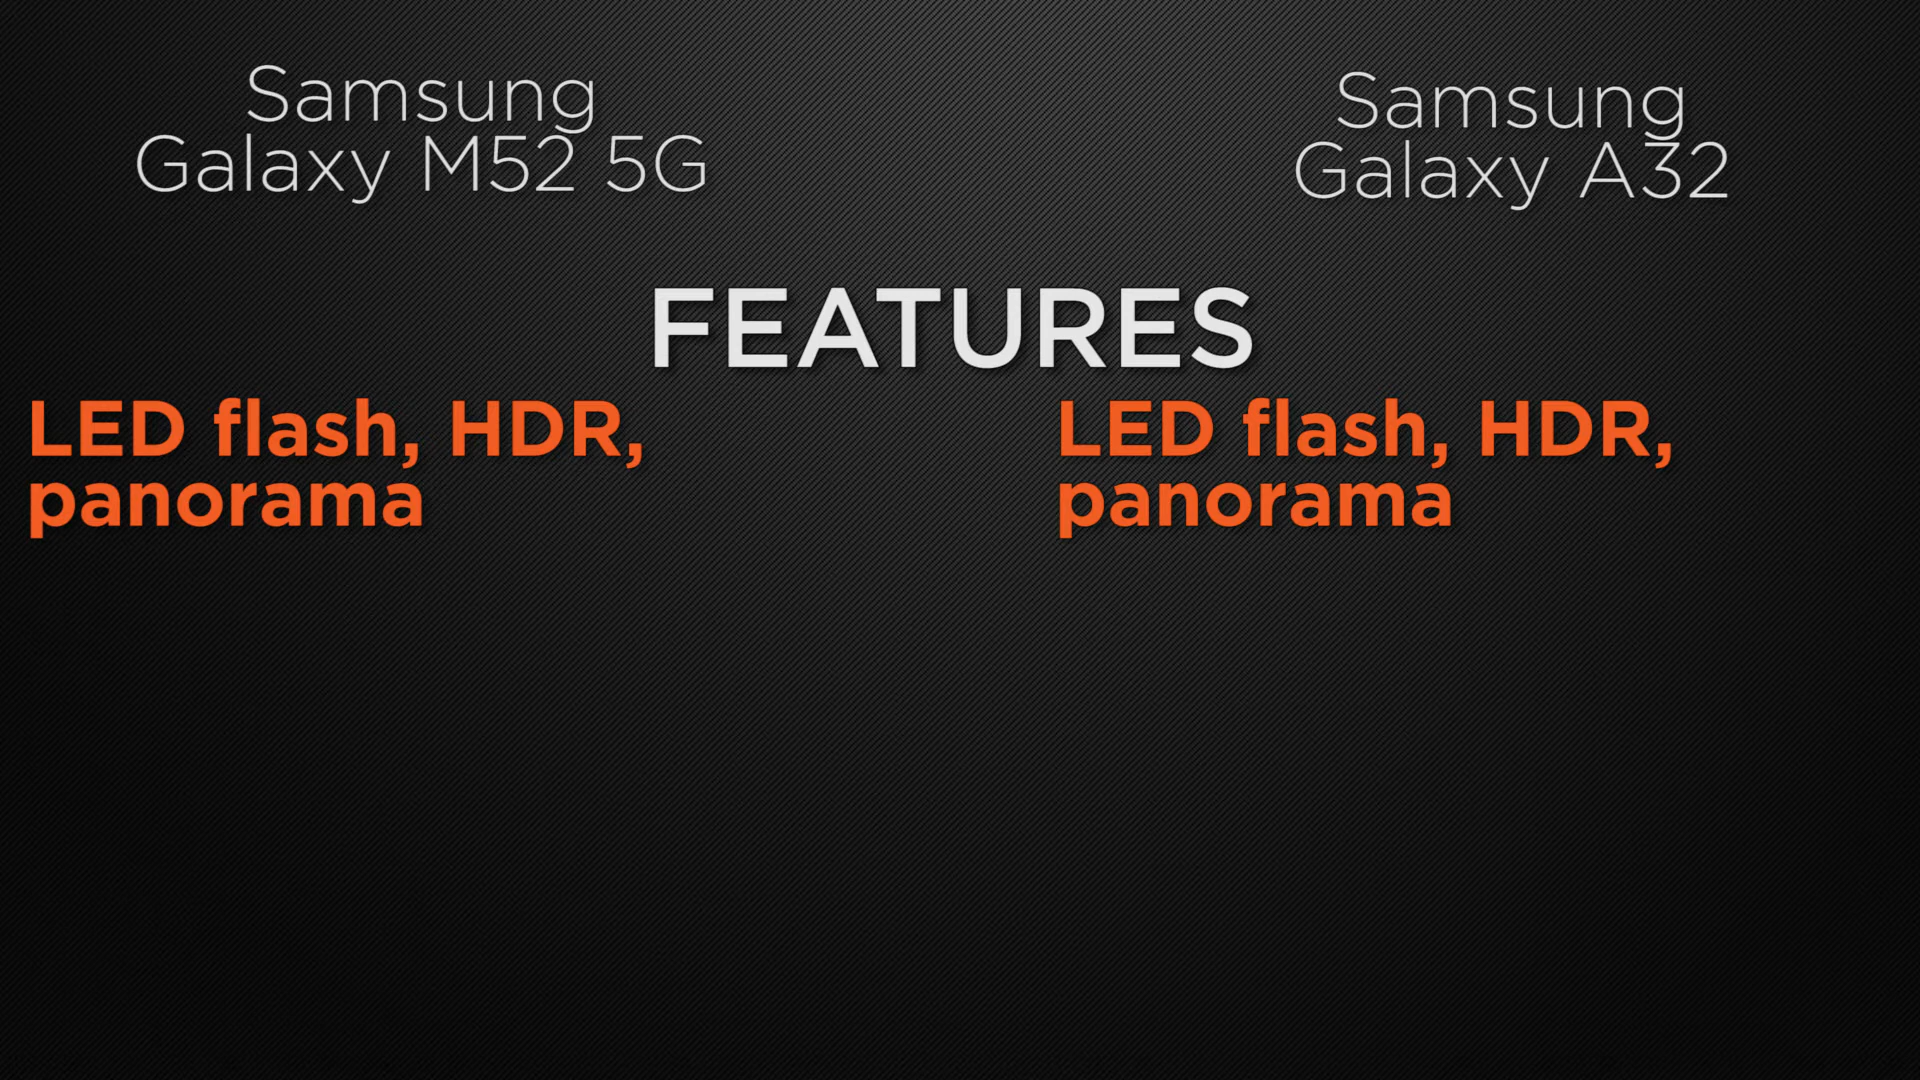 Samsung
Galaxy M52 5G
Samsung
Galaxy A32
FEATURES
LED flash, HDR,
panorama
LED flash, HDR,
panorama